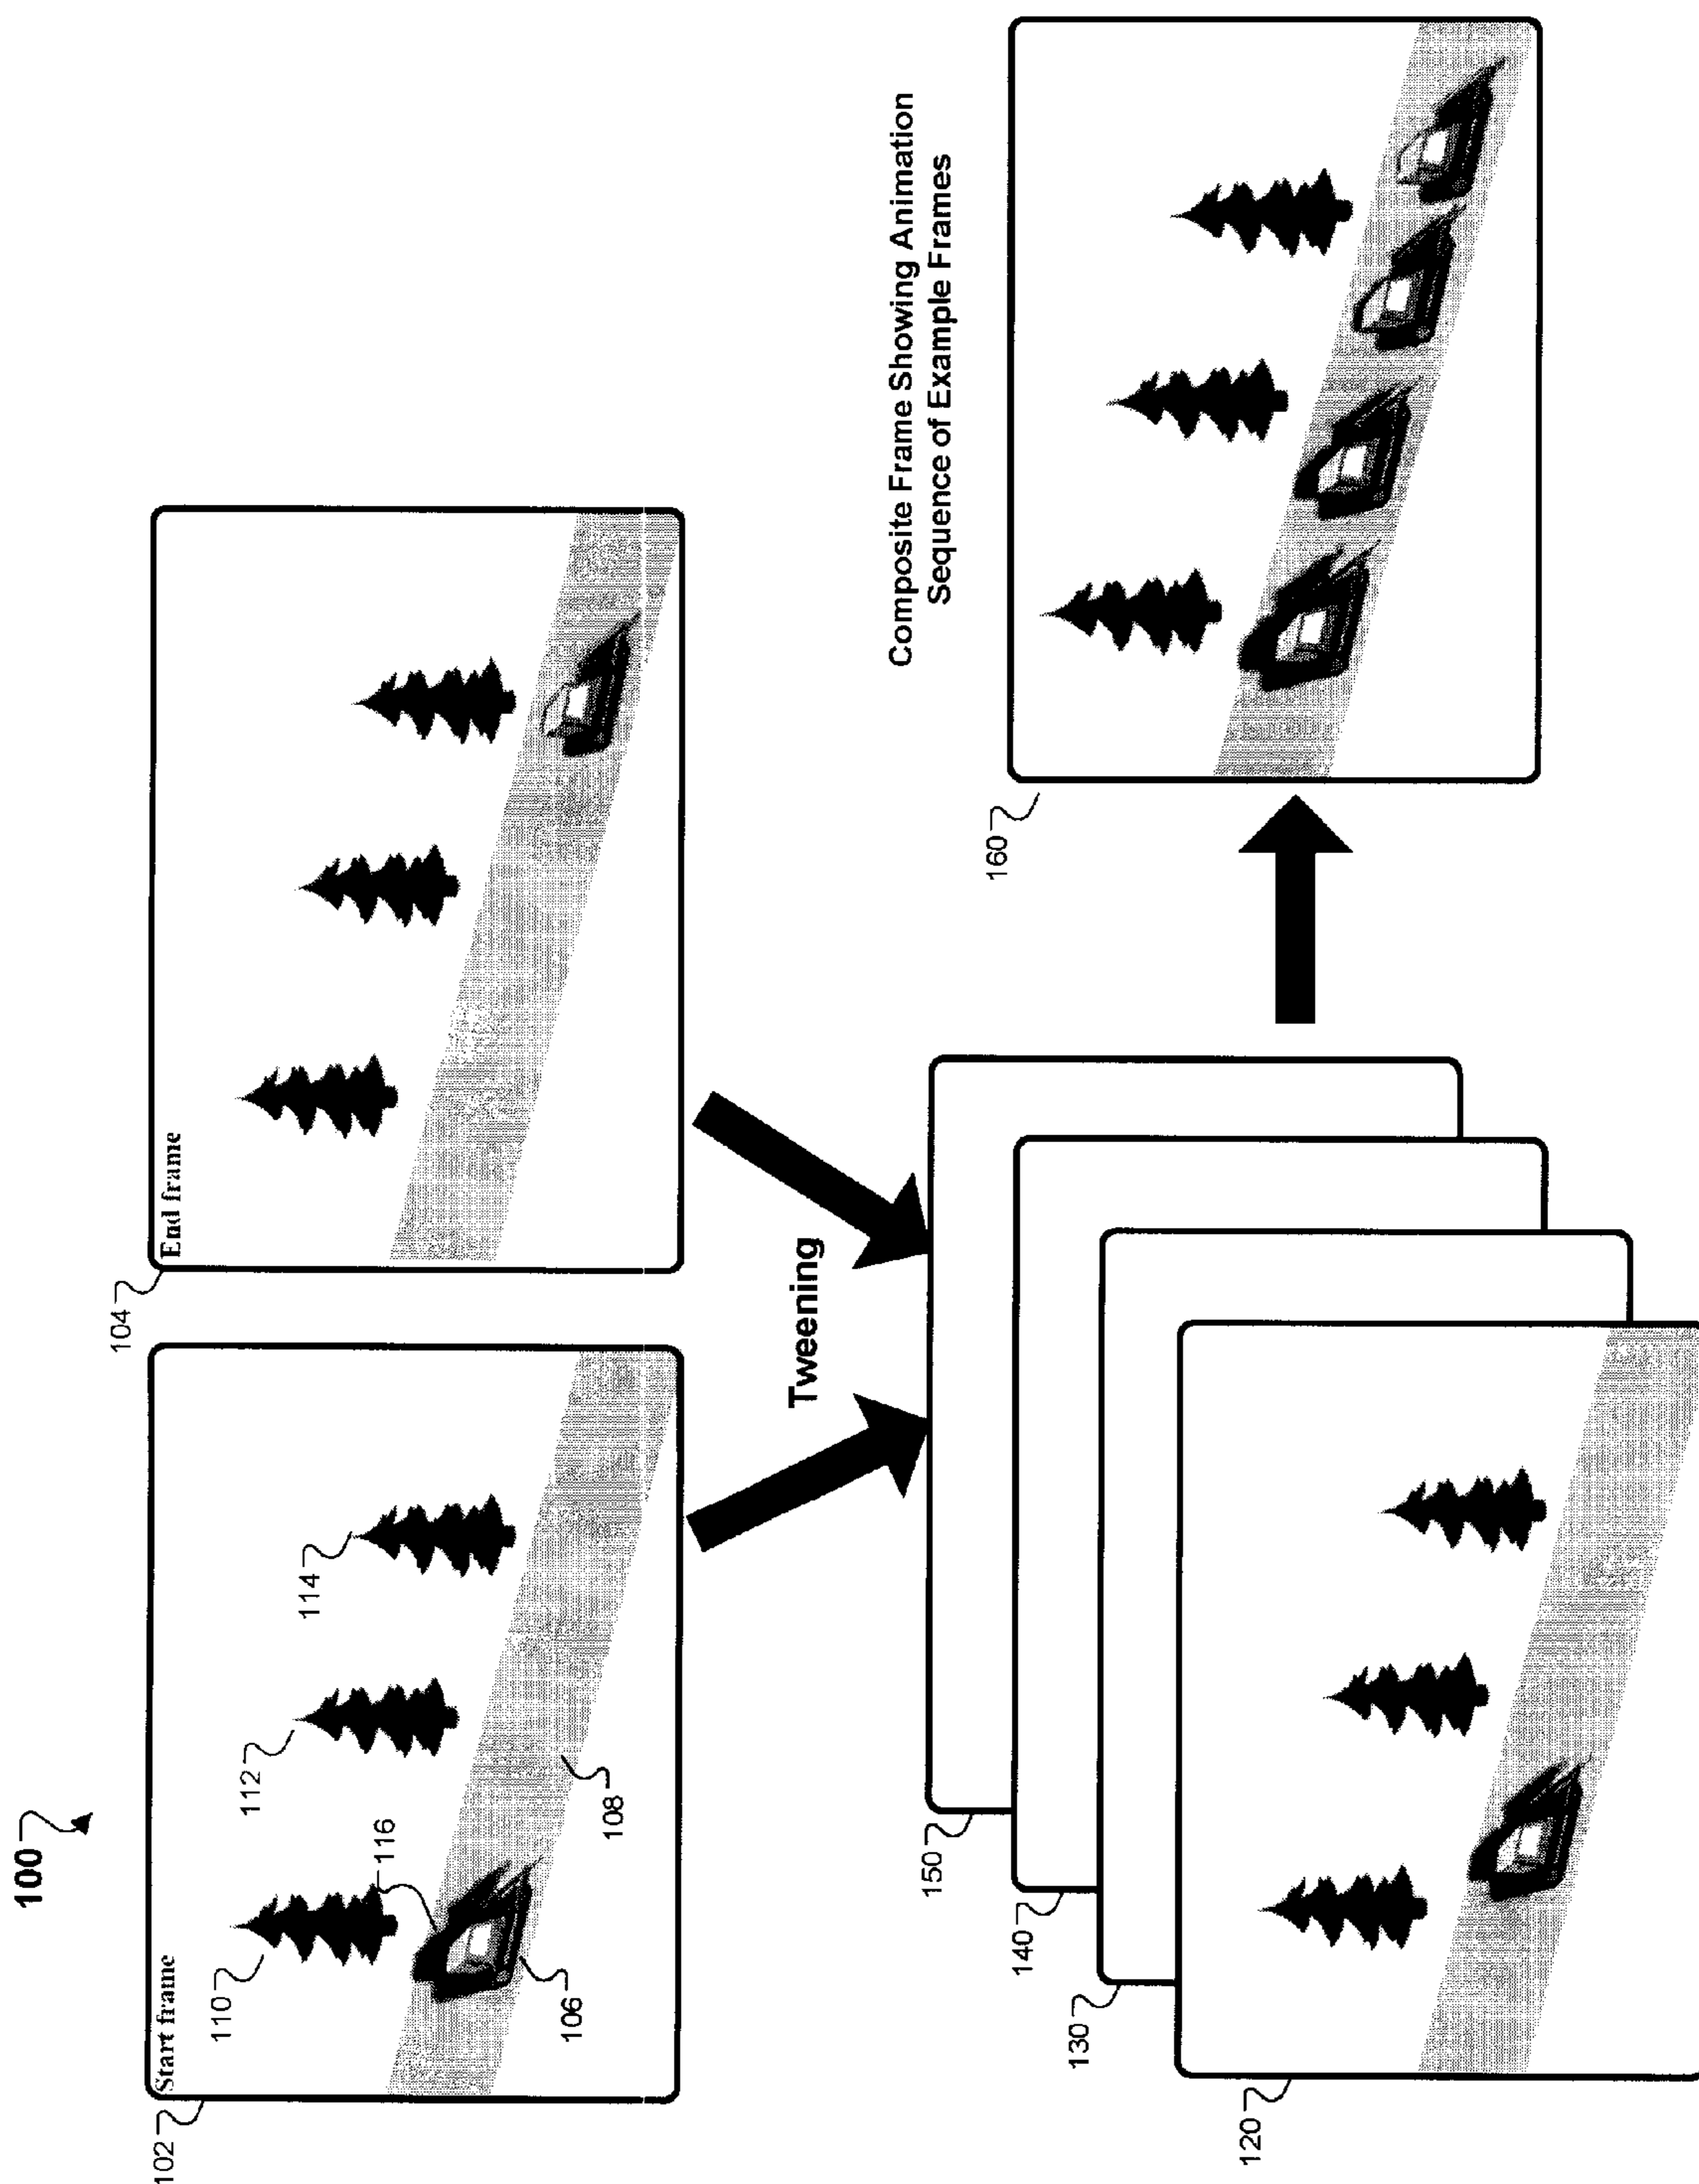 100
102
Start frame
110
112
114
116
106
108
104
End frame
Tweening
120
130
140
150
160
Composite Frame Showing Animation
Sequence of Example Frames